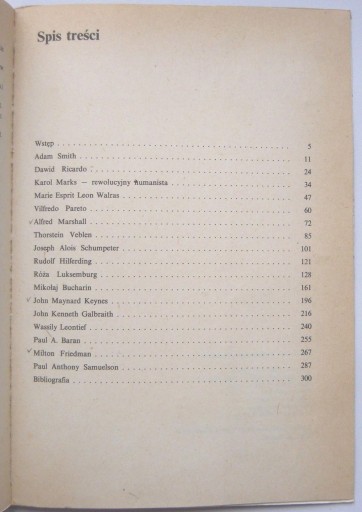 Spis treści
Wstęp 5
Adam Smith 11
Dawid Ricardo 24
Karol Marks — rewolucyjny humanista 34
Marie Esprit Leon Walras 47
Vilfredo Pareto 60
Alfred Marshall 72
Thorstein Veblen 85
Joseph Alois Schumpeter 101
Rudolf Hilferding 121
Róża Luksemburg 128
Mikołaj Bucharin 161
John Maynard Keynes 196
John Kenneth Galbraith 216
Wassily Leontief 240
Paul A. Baran 255
Milton Friedman 267
Paul Anthony Samuelson 287
Bibliografia 300